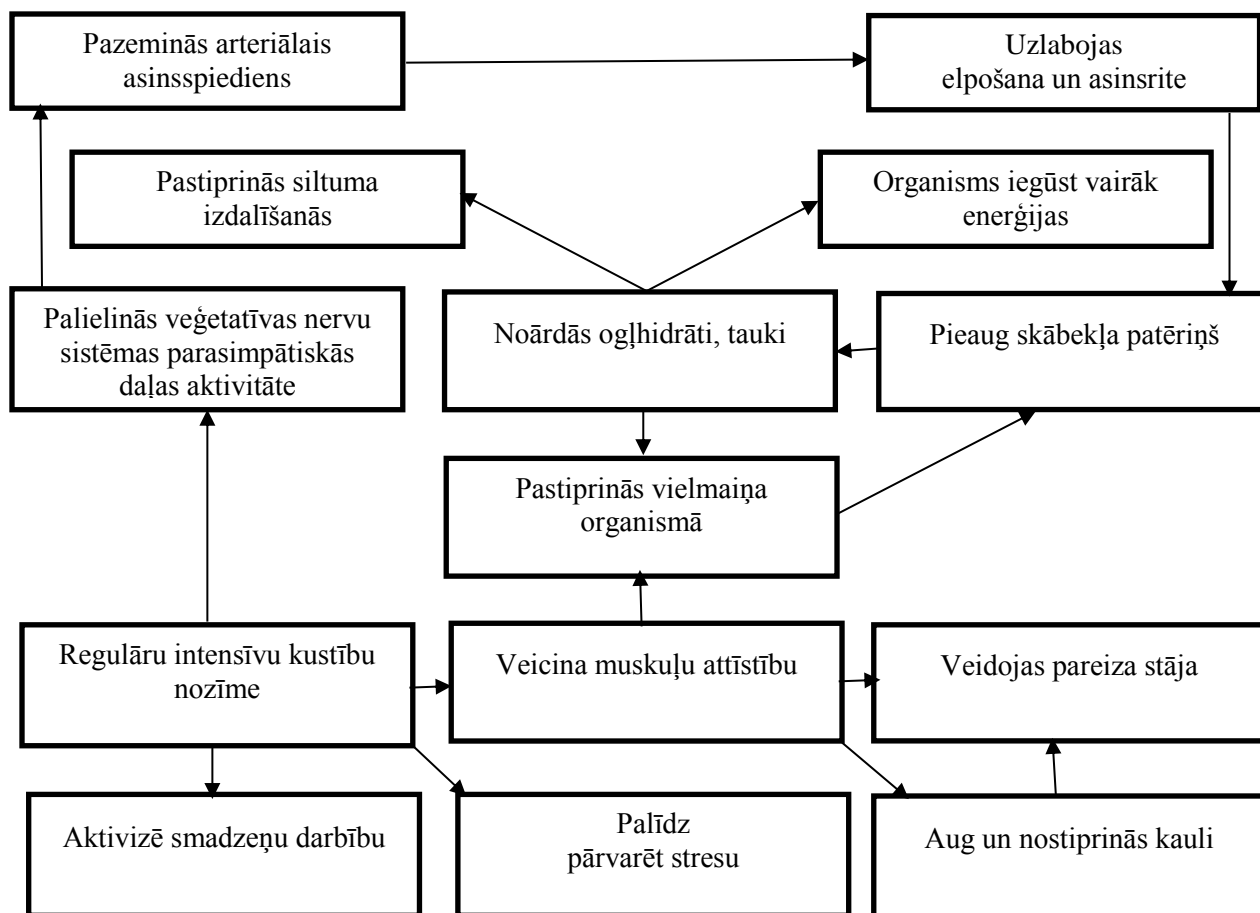 Pazeminās arteriālais
asinsspiediens
Uzlabojas
elpošana un asinsrite
Pastiprinās siltuma
izdalīšanās
Organisms iegūst vairāk
enerģijas
Palielinās veģetatīvas nervu
sistēmas parasimpātiskās
daļas aktivitāte
Noārdās ogļhidrāti, tauki
Pieaug skābekļa patēriņš
Pastiprinās vielmaiņa
organismā
Regulāru intensīvu kustību
nozīme
Veicina muskuļu attīstību
Veidojas pareiza stāja
Aktivizē smadzeņu darbību
Palīdz
pārvarēt stresu
Aug un nostiprinās kauli